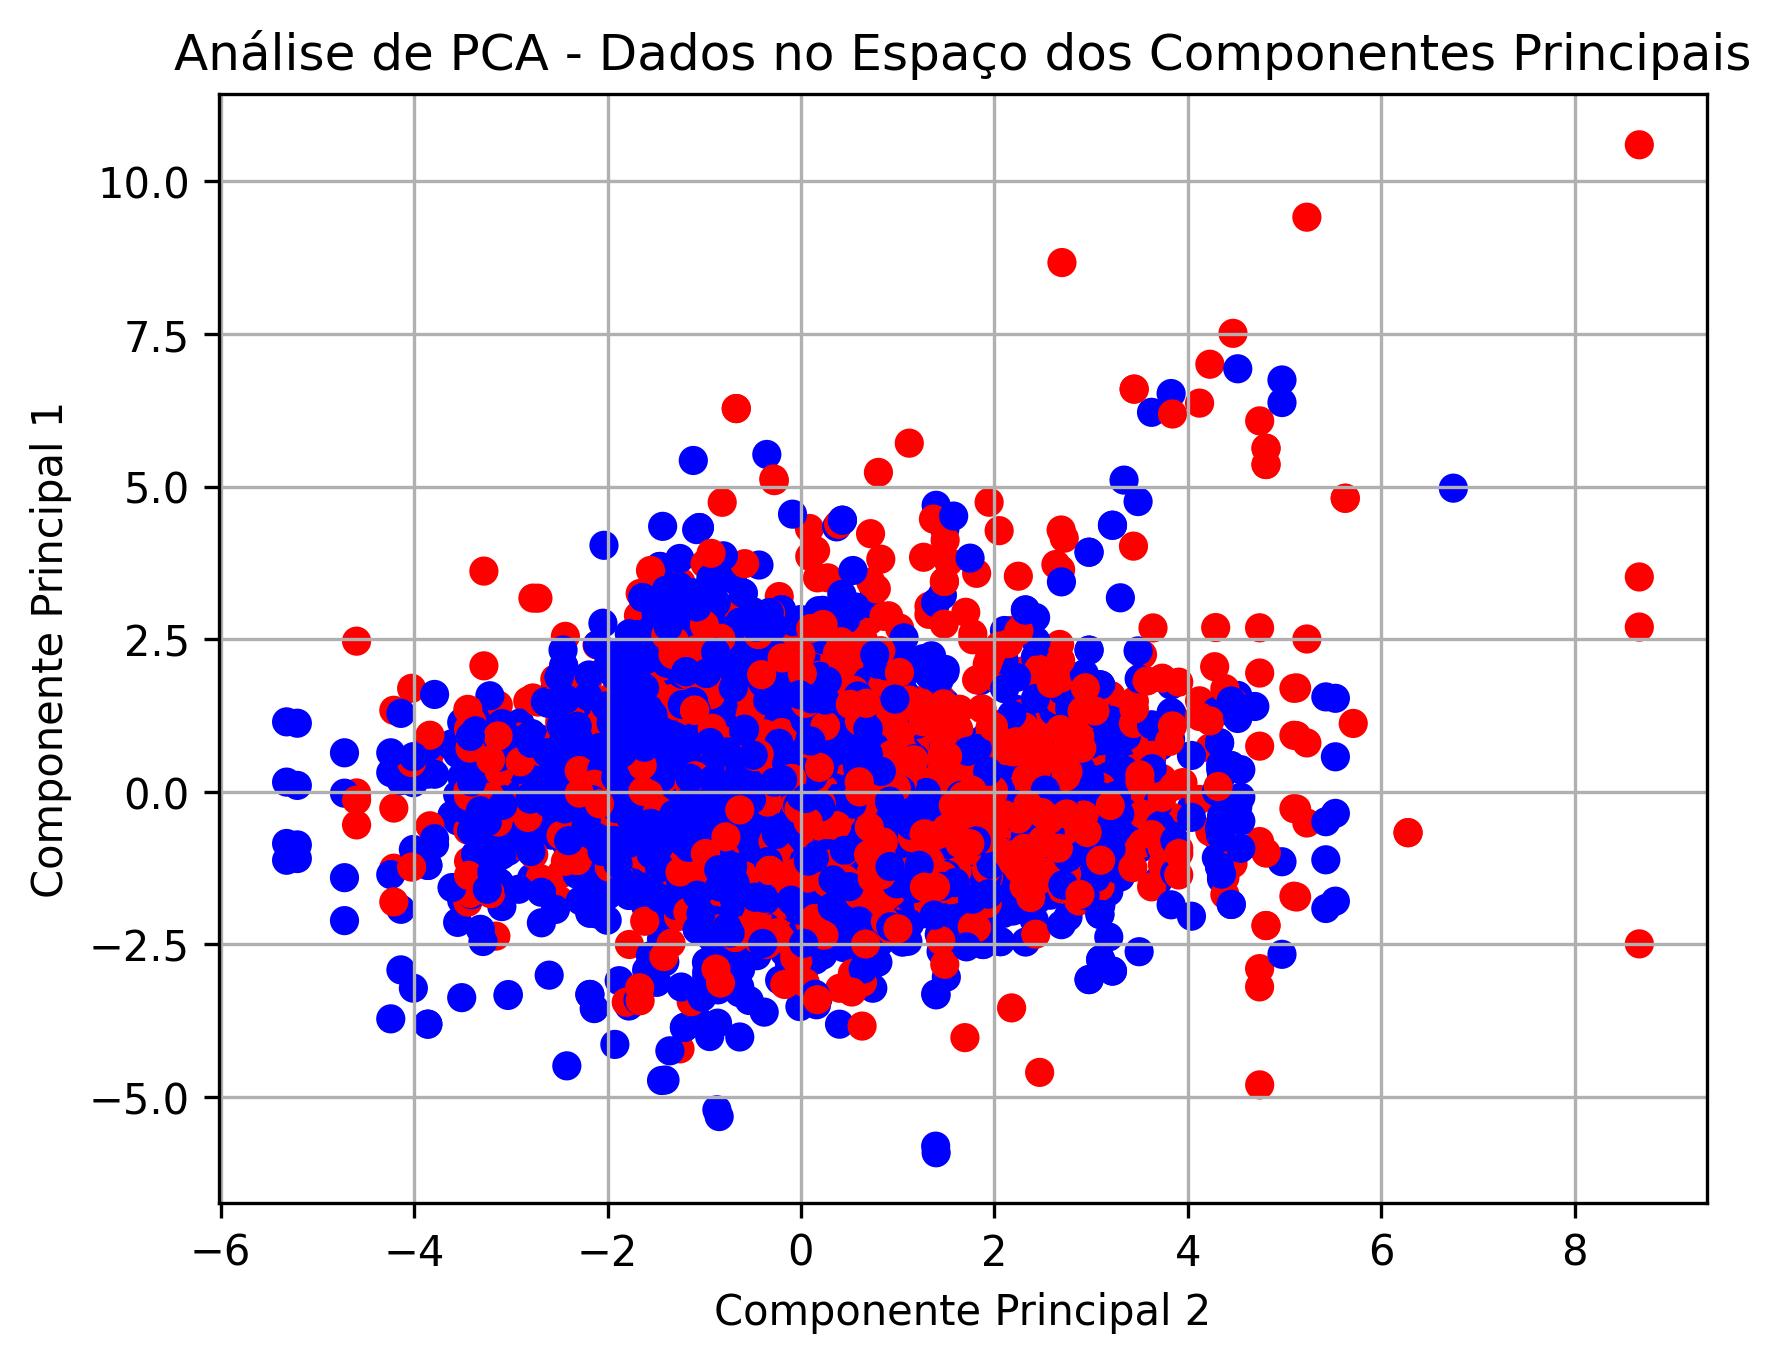 Análise de PCA - Dados no Espaço dos Componentes Principais
10.0
7.5
5.0
2.5
0.0
−2.5
−5.0
Componente Principal 1
−6 −4 −2 0 2 4 6 8
Componente Principal 2